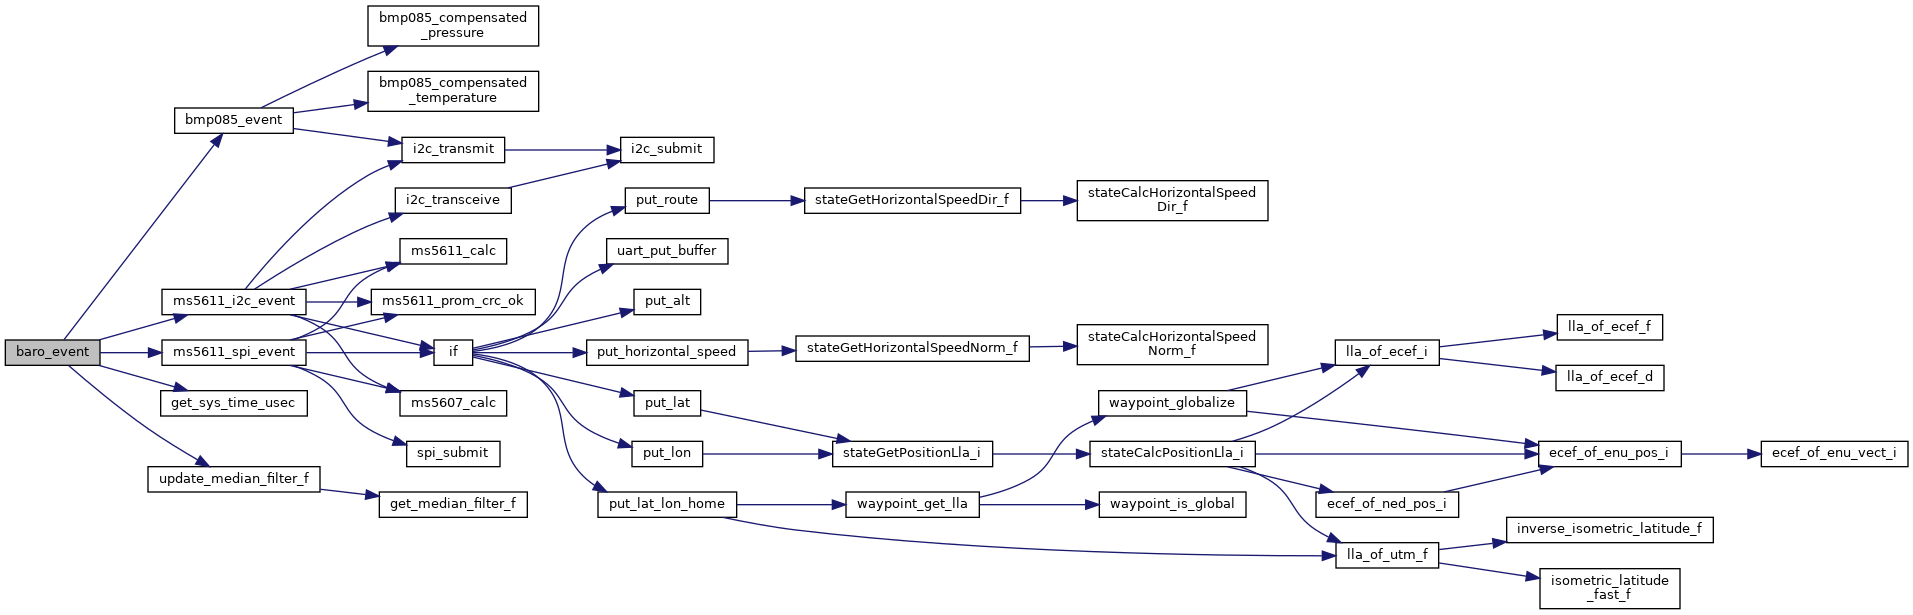 baro_event
bmp085_event
ms5611_i2c_event
ms5611_spi_event
get_sys_time_usec
update_median_filter_f
bmp085_compensated
_pressure
bmp085_compensated
_temperature
i2c_transmit
i2c_transceive
ms5611_calc
ms5611_prom_crc_ok
if
ms5607_calc
spi_submit
get_median_filter_f
i2c_submit
put_route
uart_put_buffer
put_alt
put_horizontal_speed
put_lat
put_lon
put_lat_lon_home
stateGetHorizontalSpeedDir_f
stateGetHorizontalSpeedNorm_f
stateGetPositionLla_i
waypoint_get_lla
stateCalcHorizontalSpeed
Dir_f
stateCalcHorizontalSpeed
Norm_f
waypoint_globalize
stateCalcPositionLla_i
waypoint_is_global
lla_of_ecef_i
ecef_of_ned_pos_i
lla_of_utm_f
lla_of_ecef_f
lla_of_ecef_d
ecef_of_enu_pos_i
inverse_isometric_latitude_f
isometric_latitude
_fast_f
ecef_of_enu_vect_i